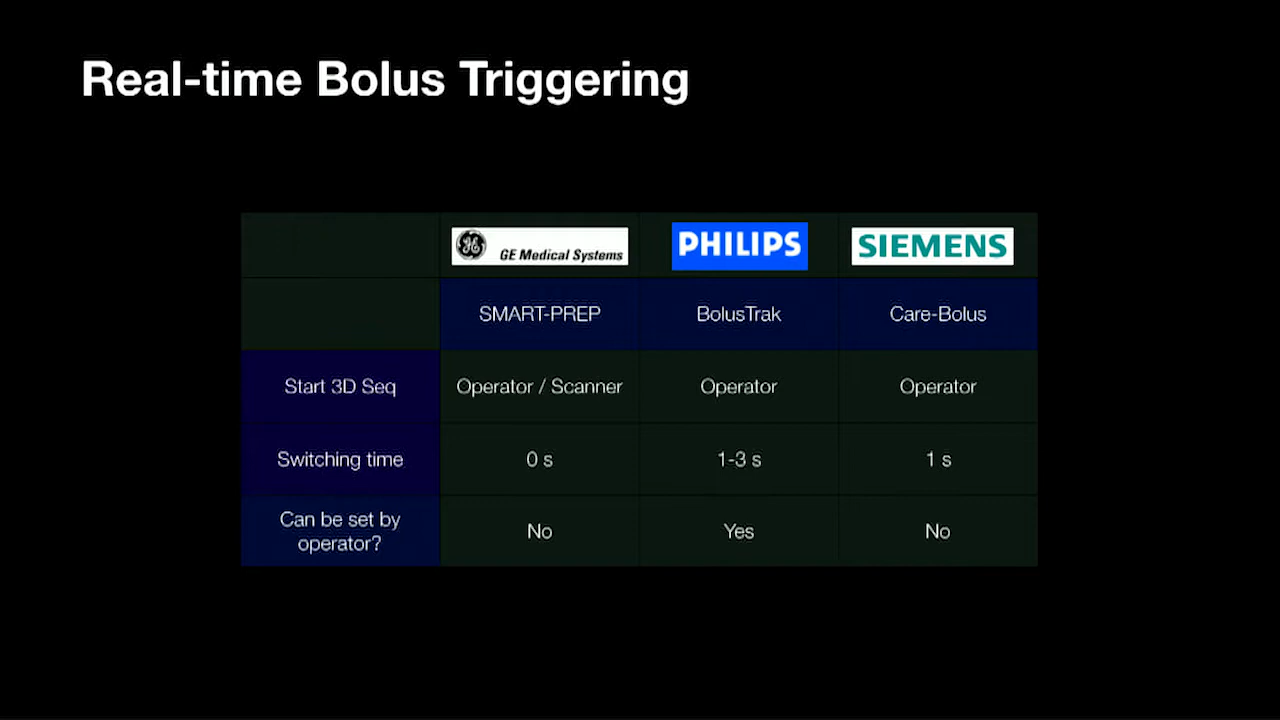 Real-time Bolus Triggering
GE Medical Systems PHILIPS SIEMENS
SMART-PREP BolusTrak Care-Bolus
Start 3D Seq Operator / Scanner Operator Operator
Switching time 0 s 1-3 s 1 s
Can be set by
operator? No Yes No